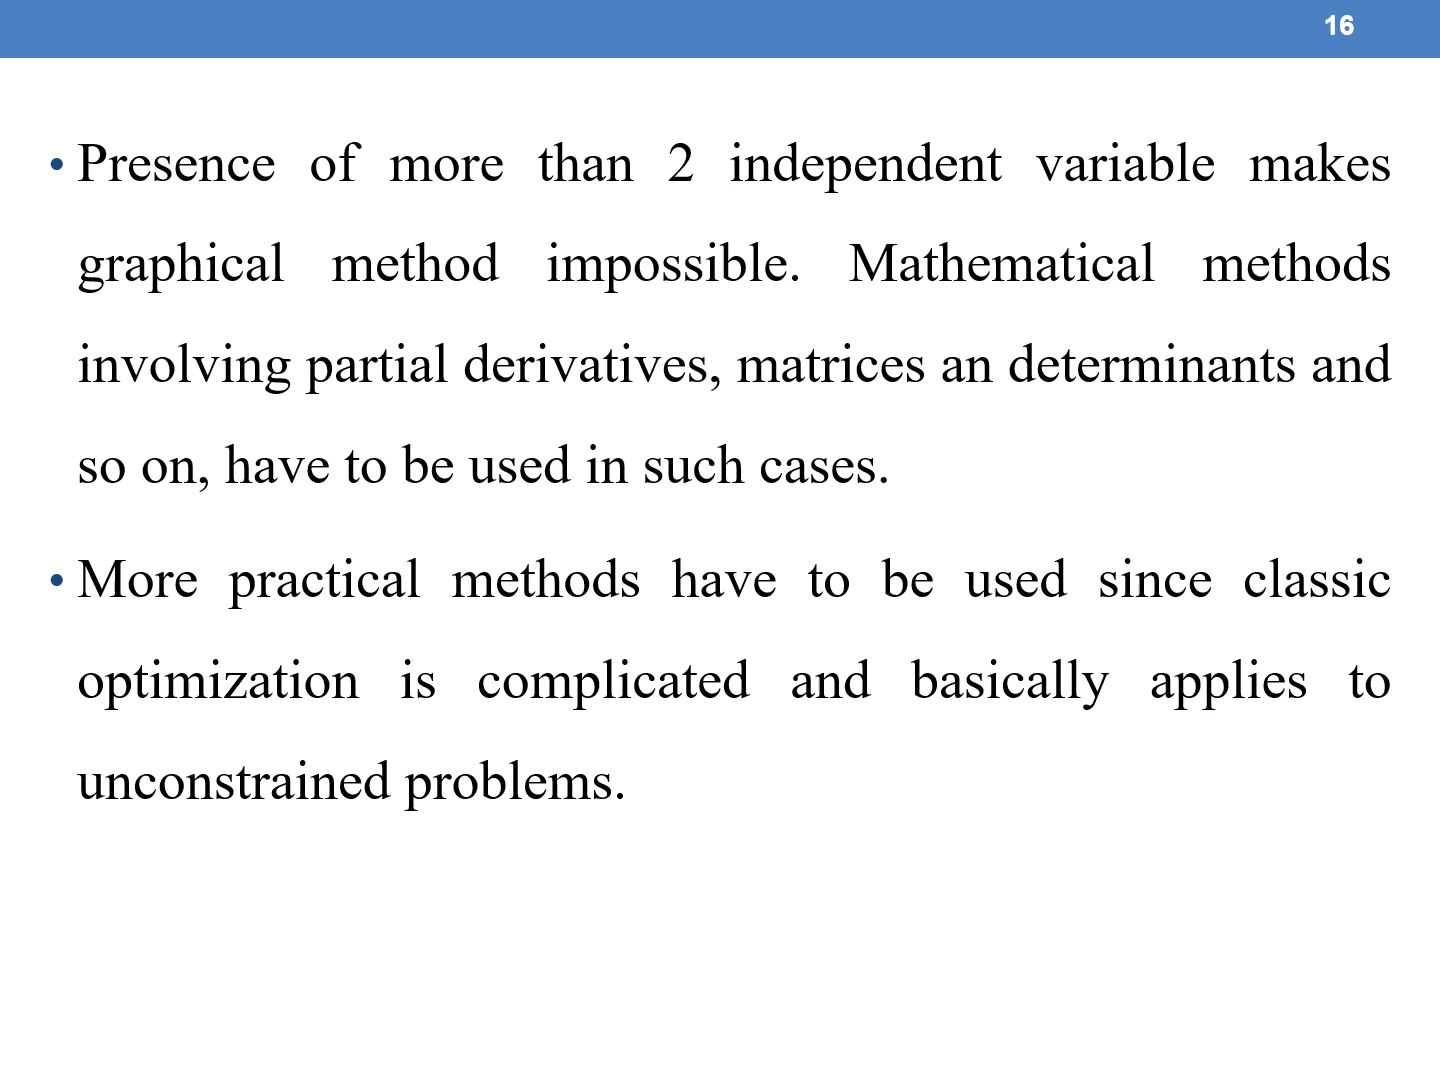 16
• Presence of more than 2 independent variable makes
graphical method impossible. Mathematical methods
involving partial derivatives, matrices an determinants and
so on, have to be used in such cases.
• More practical methods have to be used since classic
optimization is complicated and basically applies to
unconstrained problems.